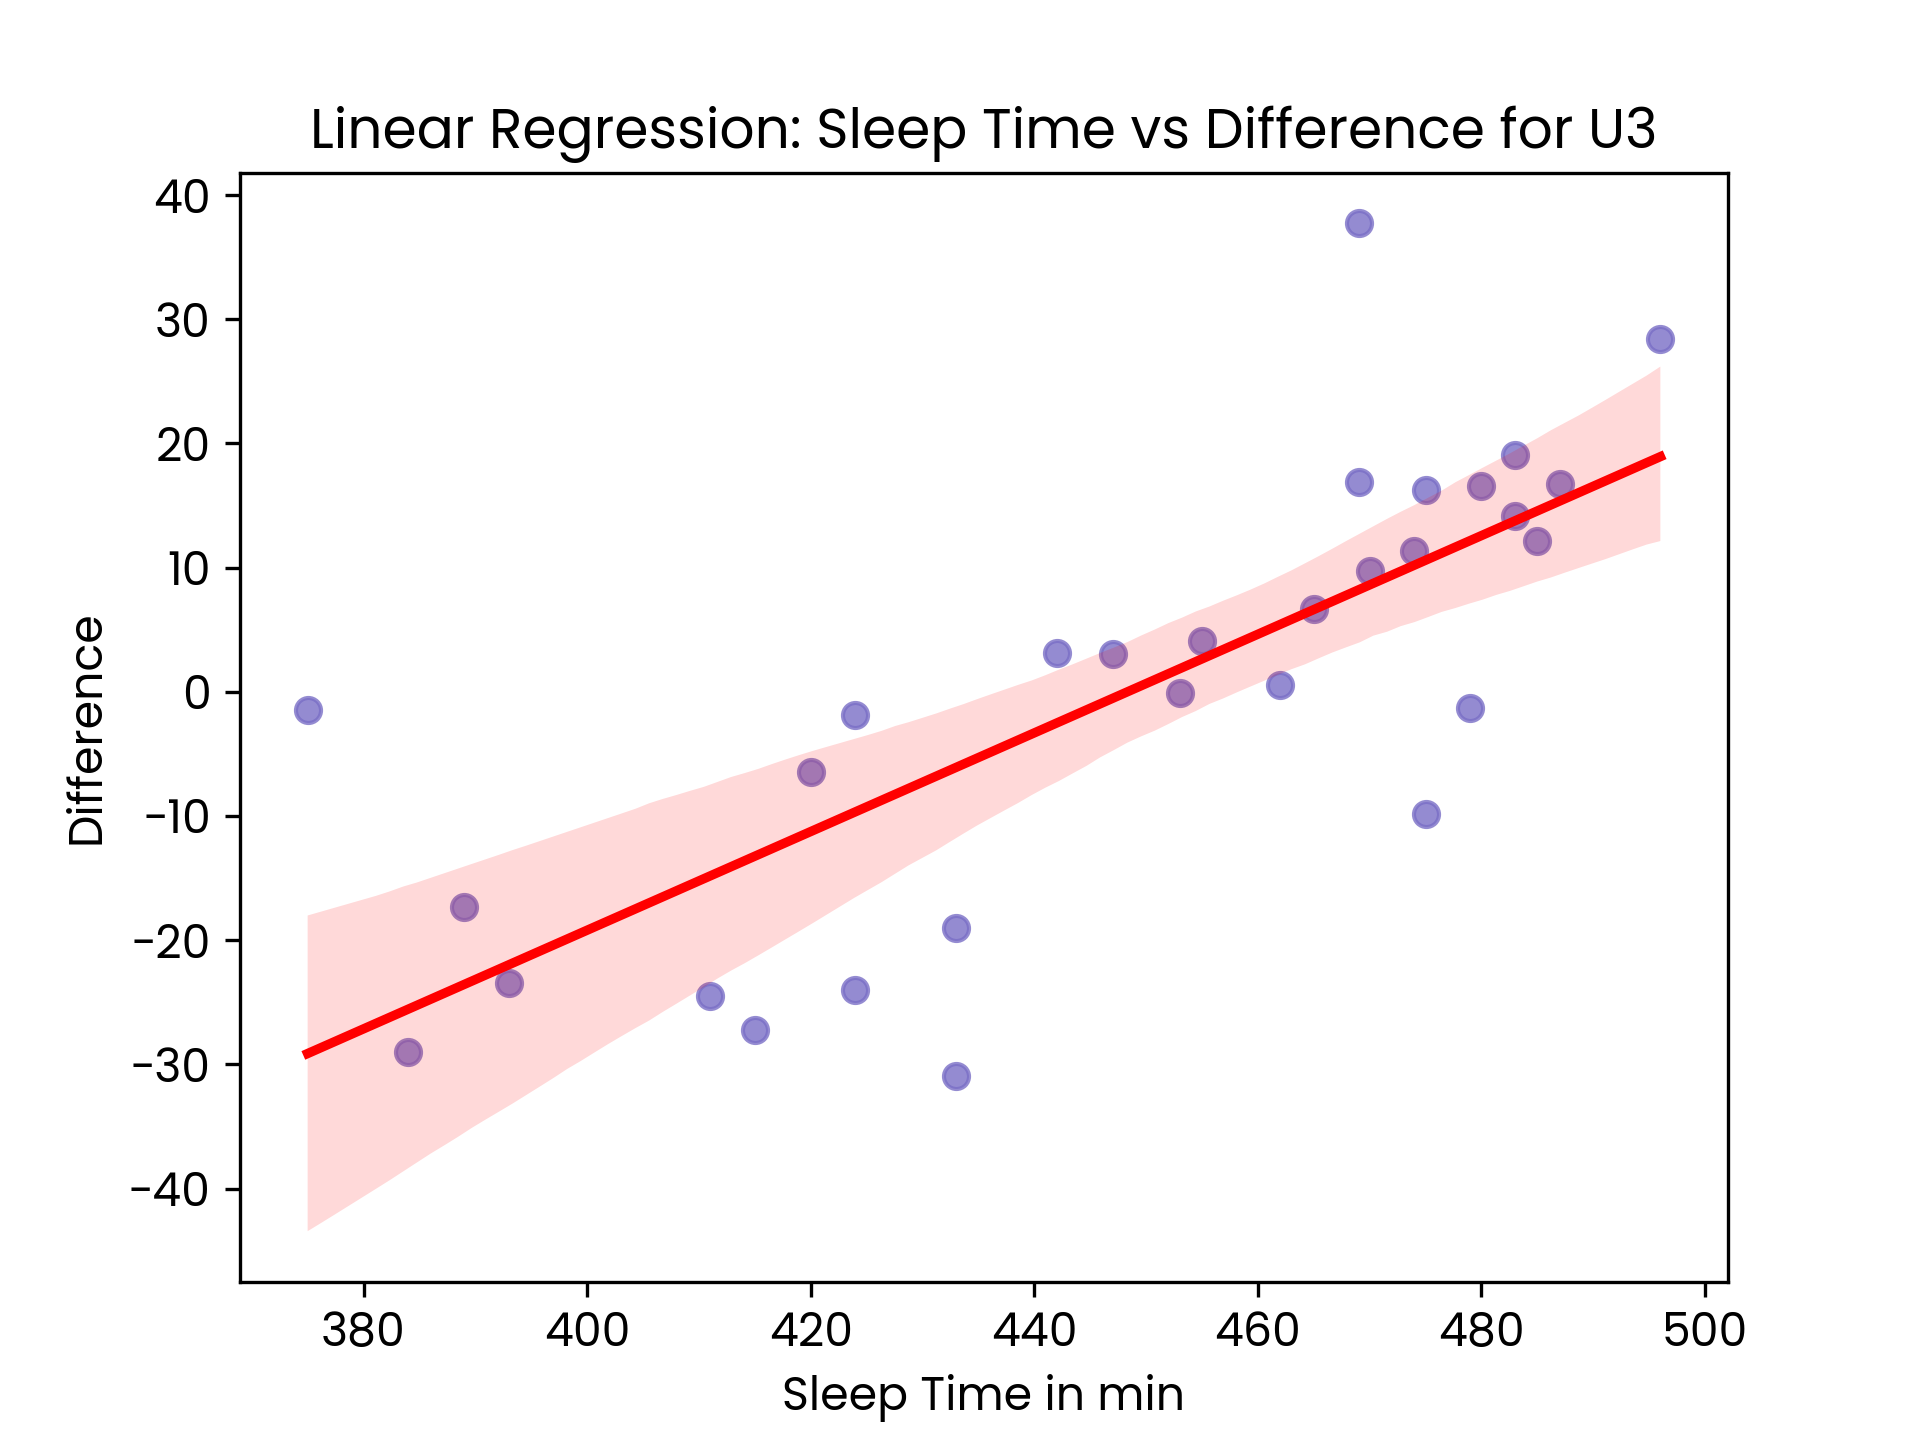 Linear Regression: Sleep Time vs Difference for U3
40
30
20
10
0
−10
−20
−30
−40
Difference
380 400 420 440 460 480 500
Sleep Time in min